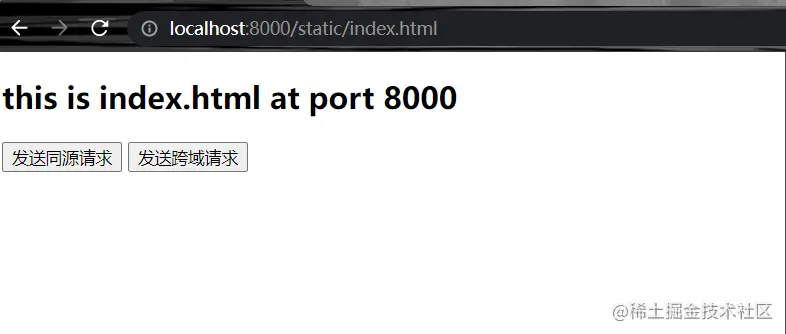 localhost:8000/static/index.html
this is index.html at port 8000
发送同源请求 发送跨域请求
@稀土掘金技术社区